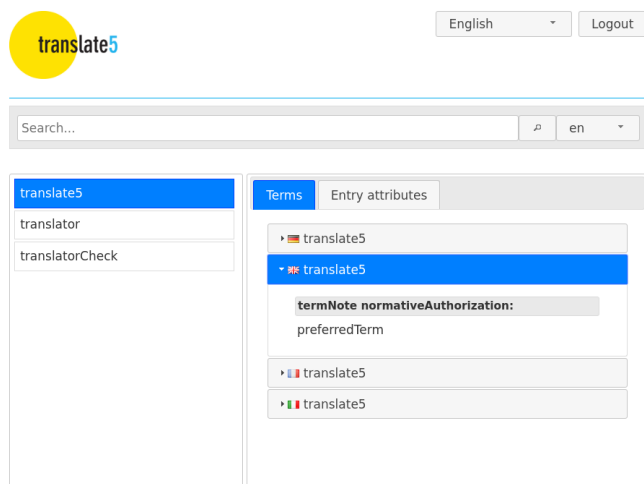 translate5
English
Logout
Search...
en
translate5
translator
translatorCheck
Terms
Entry attributes
translate5
translate5
termNote normativeAuthorization:
preferredTerm
translate5
translate5